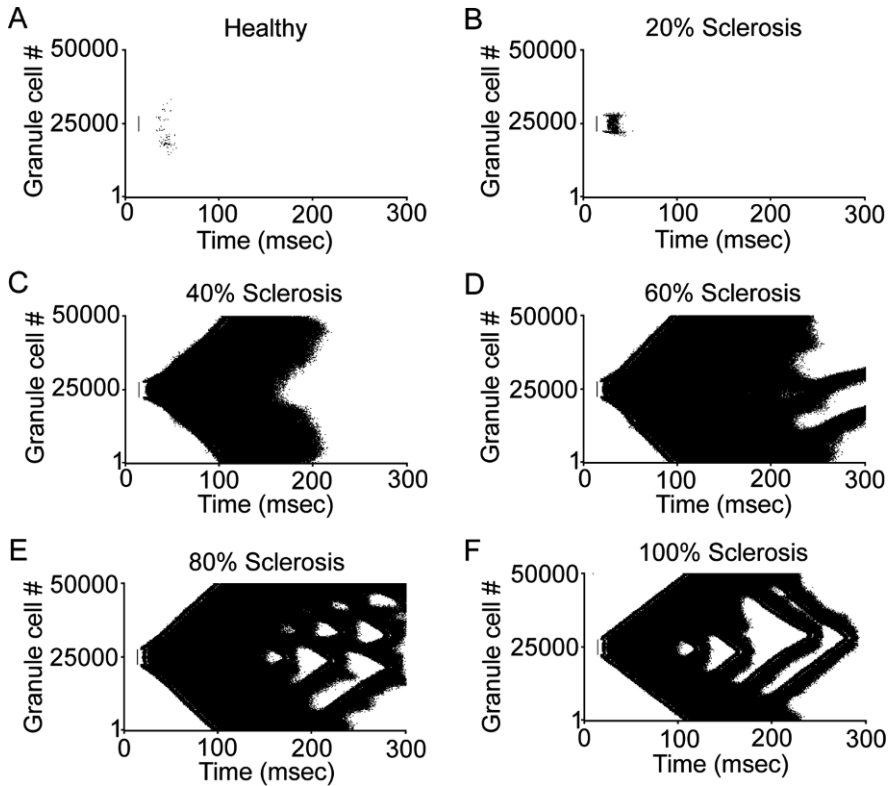 A
Healthy
50000
25000
1
Granule cell #
0 100 200 300
Time (msec)
B
20% Sclerosis
50000
25000
1
Granule cell #
0 100 200 300
Time (msec)
C
40% Sclerosis
50000
25000
1
Granule cell #
0 100 200 300
Time (msec)
D
60% Sclerosis
50000
25000
1
Granule cell #
0 100 200 300
Time (msec)
E
80% Sclerosis
50000
25000
1
Granule cell #
0 100 200 300
Time (msec)
F
100% Sclerosis
50000
25000
1
Granule cell #
0 100 200 300
Time (msec)